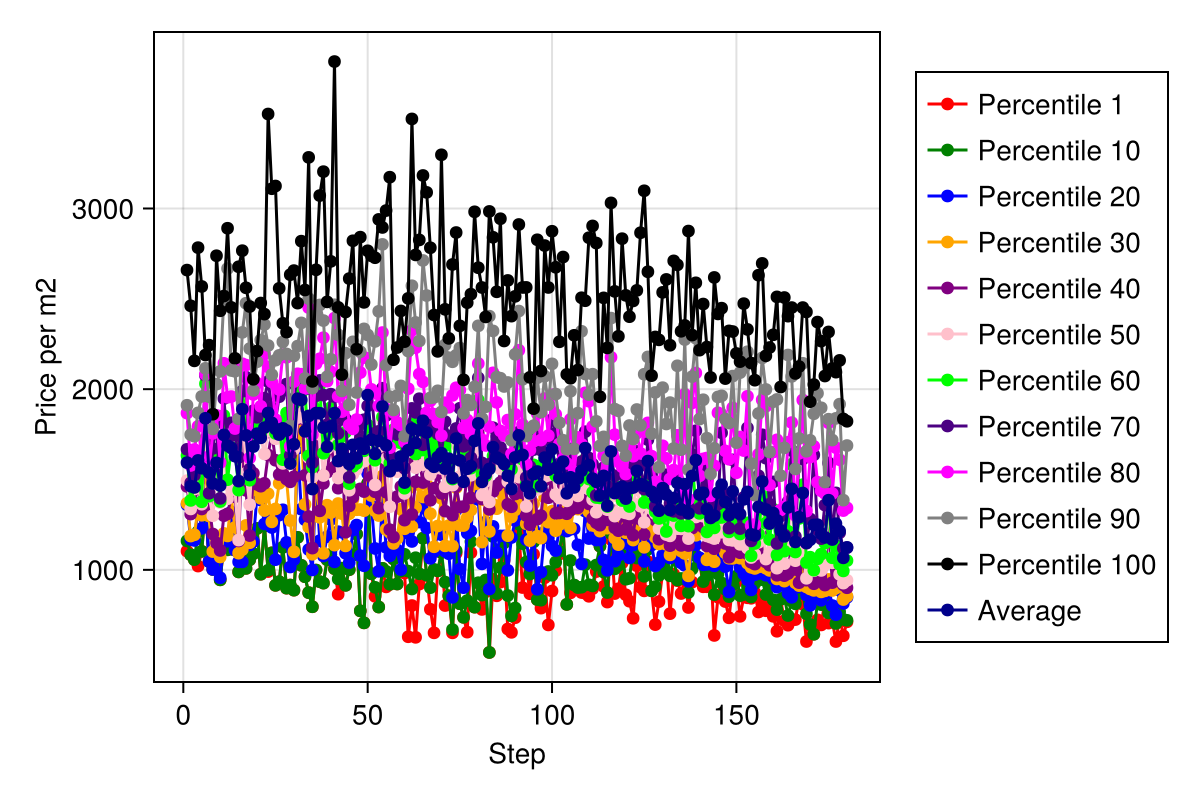 Price per m2
3000
2000
1000
0
50
100
150
Step
Percentile 1
Percentile 10
Percentile 20
Percentile 30
Percentile 40
Percentile 50
Percentile 60
Percentile 70
Percentile 80
Percentile 90
Percentile 100
Average